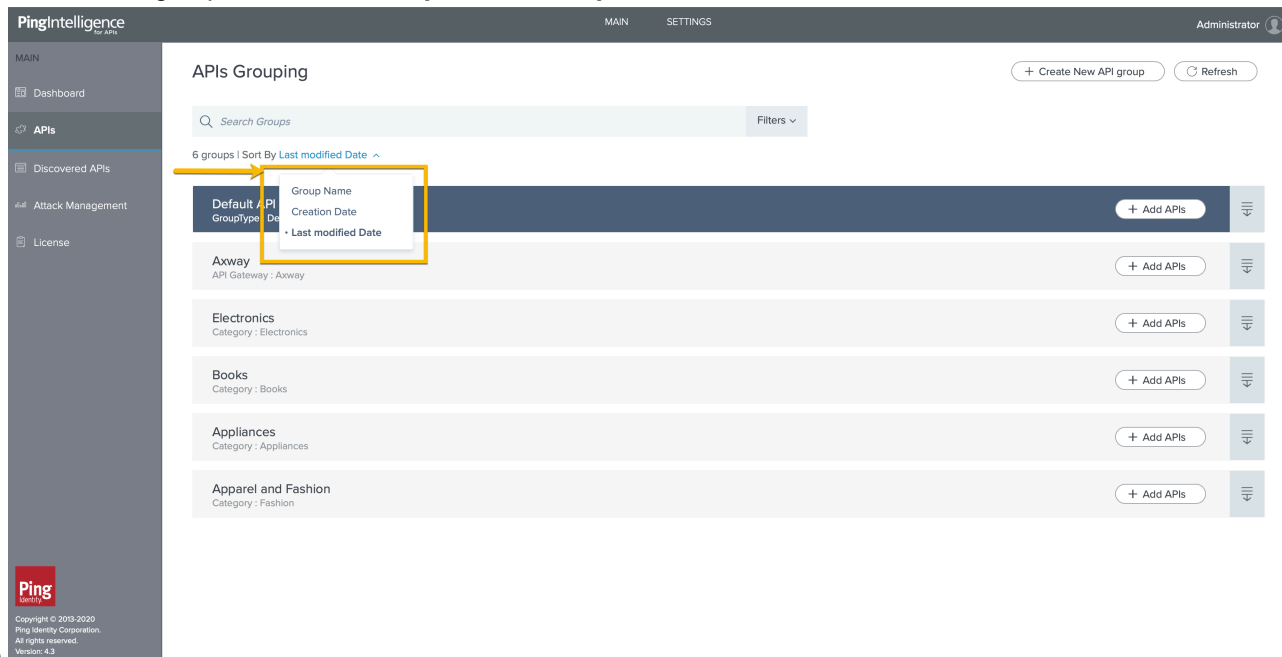 PingIntelligence
for APIs
MAIN SETTINGS
Administrator
MAIN
Dashboard
APIs
Discovered APIs
Attack Management
License
APIs Grouping
+ Create New API group
Refresh
Search Groups
Filters
6 groups | Sort By Last modified Date
Group Name
Creation Date
• Last modified Date
Default API
GroupType: De
+ Add APIs
Axway
API Gateway : Axway
+ Add APIs
Electronics
Category : Electronics
+ Add APIs
Books
Category : Books
+ Add APIs
Appliances
Category : Appliances
+ Add APIs
Apparel and Fashion
Category : Fashion
+ Add APIs
Ping
Identity
Copyright © 2013-2020
Ping Identity Corporation.
All rights reserved.
Version: 4.3